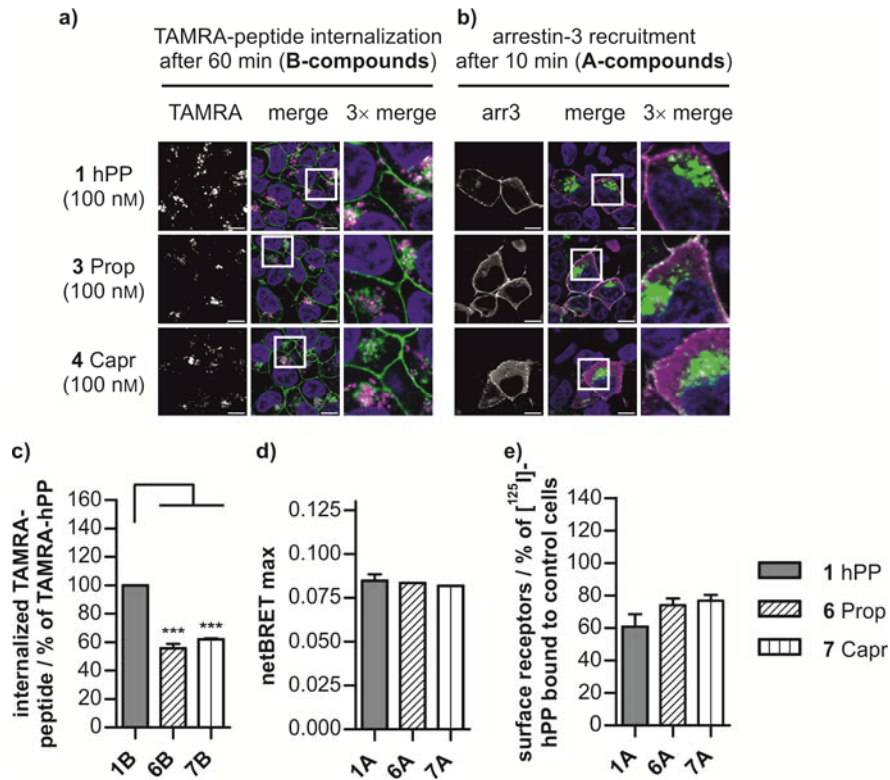 a)
b)
TAMRA-peptide internalization
after 60 min (B-compounds)
arrestin-3 recruitment
after 10 min (A-compounds)
TAMRA merge 3× merge
arr3 merge 3× merge
1 hPP
(100 nM)
3 Prop
(100 nM)
4 Capr
(100 nM)
c)
internalized TAMRA-
peptide / % of TAMRA-hPP
160
140
120
100
80
60
40
20
0
***
***
1B 6B 7B
d)
netBRET max
0.125
0.100
0.075
0.050
0.025
0.000
1A 6A 7A
e)
surface receptors / % of [125I]-
hPP bound to control cells
140
120
100
80
60
40
20
0
1A 6A 7A
1 hPP
6 Prop
7 Capr